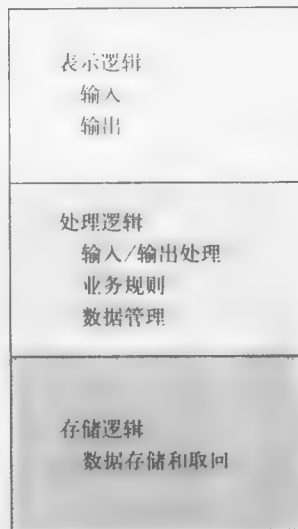 表示逻辑
输入
输出
处理逻辑
输入/输出处理
业务规则
数据管理
存储逻辑
数据存储和取回